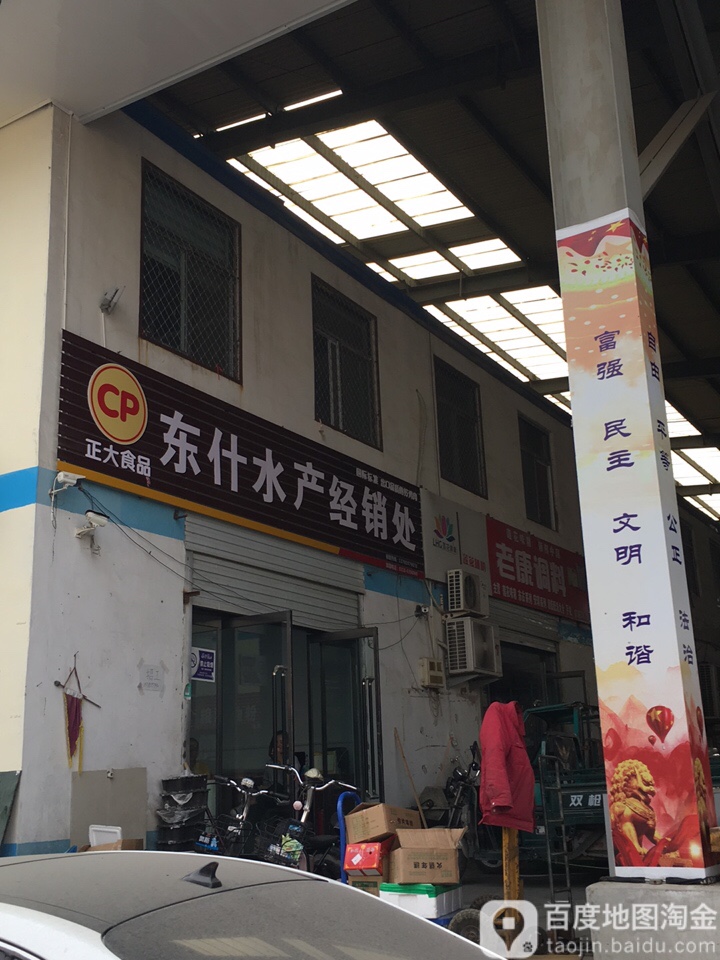 CP
正大食品
东什水产经销处
老康调料
富强 民主 文明 和谐
自由 平等 公正 法治
双枪
百度地图淘金
taojin.baidu.com